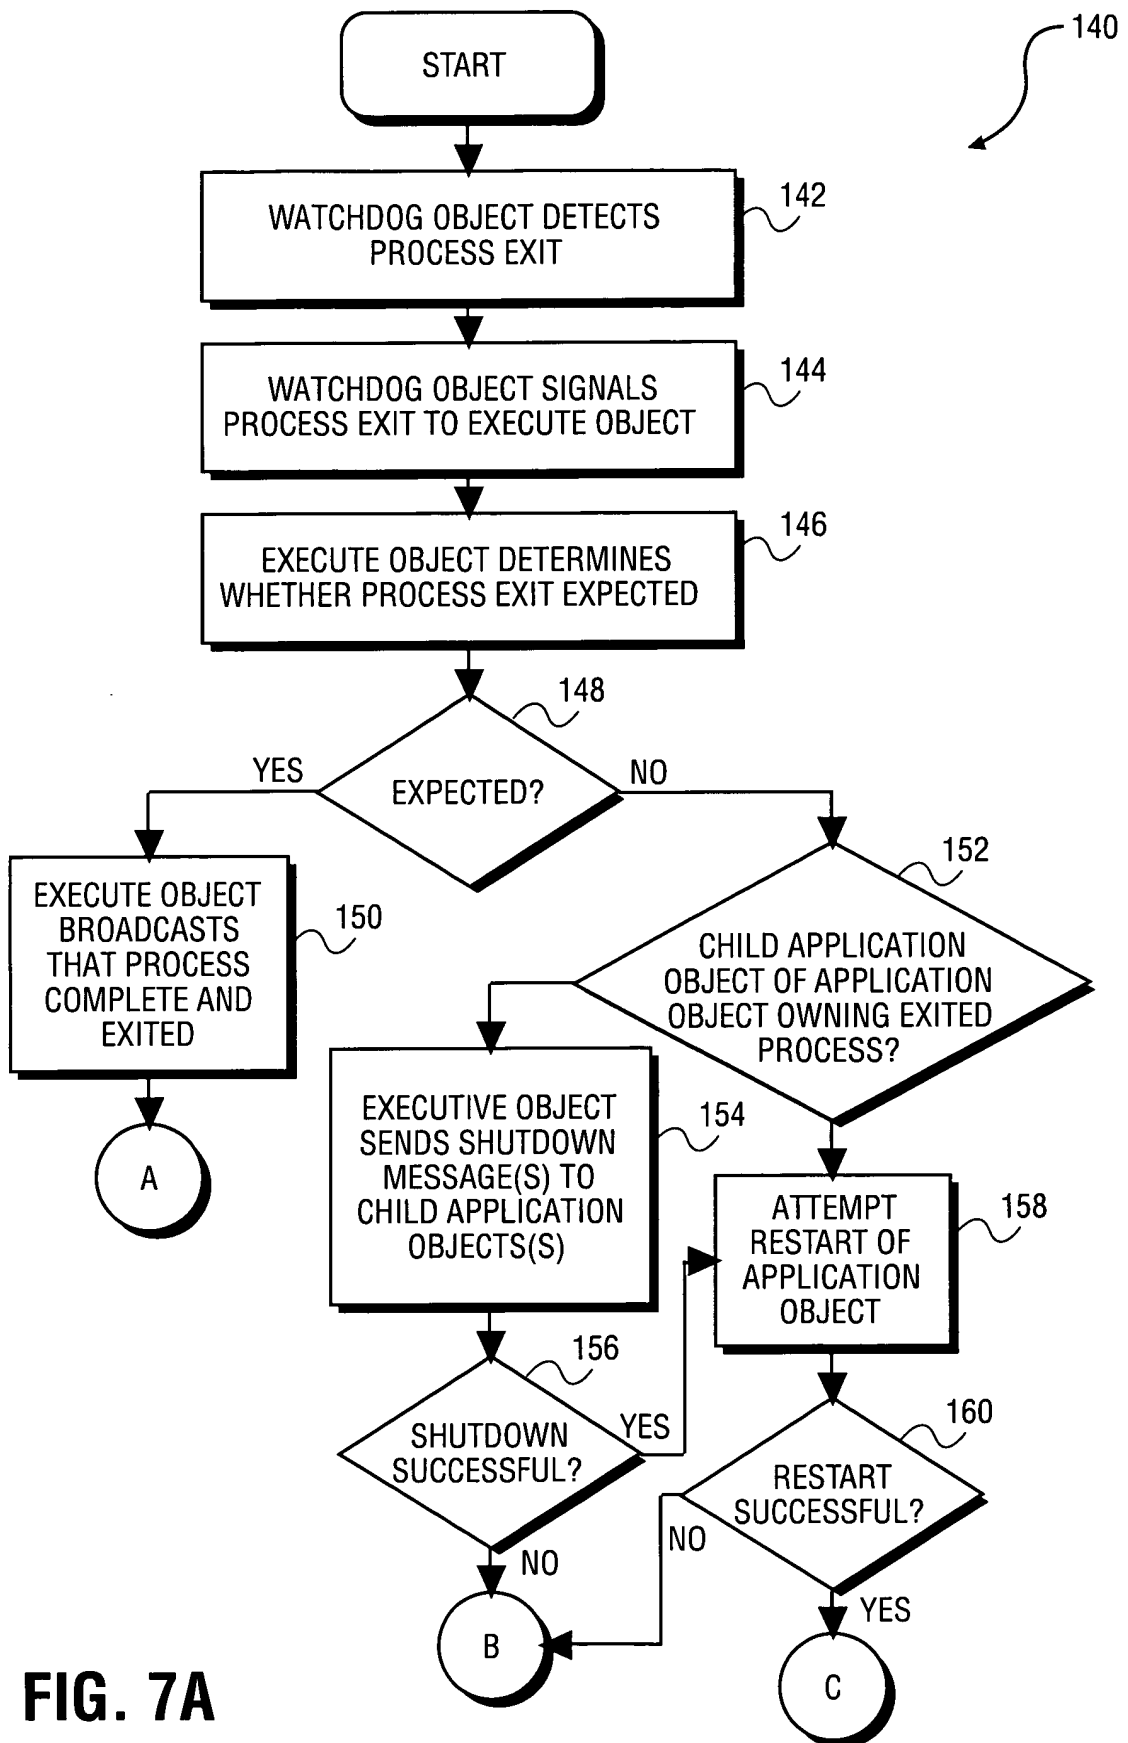 140
START
142
WATCHDOG OBJECT DETECTS
PROCESS EXIT
144
WATCHDOG OBJECT SIGNALS
PROCESS EXIT TO EXECUTE OBJECT
146
EXECUTE OBJECT DETERMINES
WHETHER PROCESS EXIT EXPECTED
148
YES
EXPECTED?
NO
EXECUTE OBJECT
BROADCASTS
THAT PROCESS
COMPLETE AND
EXITED
150
A
152
CHILD APPLICATION
OBJECT OF APPLICATION
OBJECT OWNING EXITED
PROCESS?
EXECUTIVE OBJECT
SENDS SHUTDOWN
MESSAGE(S) TO
CHILD APPLICATION
OBJECTS(S)
154
ATTEMPT
RESTART OF
APPLICATION
OBJECT
158
156
SHUTDOWN
SUCCESSFUL?
YES
NO
160
RESTART
SUCCESSFUL?
NO
YES
B
C
FIG. 7A